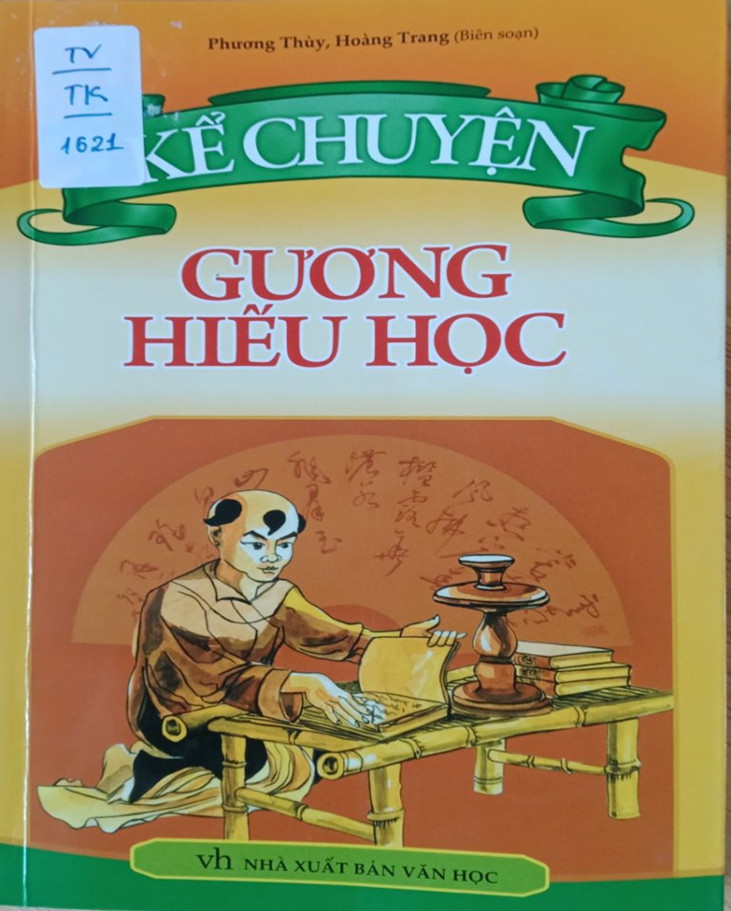 Phương Thùy, Hoàng Trang (Biên soạn)
TV
TK
1621
KỂ CHUYỆN
GƯƠNG
HIẾU HỌC
vh NHÀ XUẤT BẢN VĂN HỌC